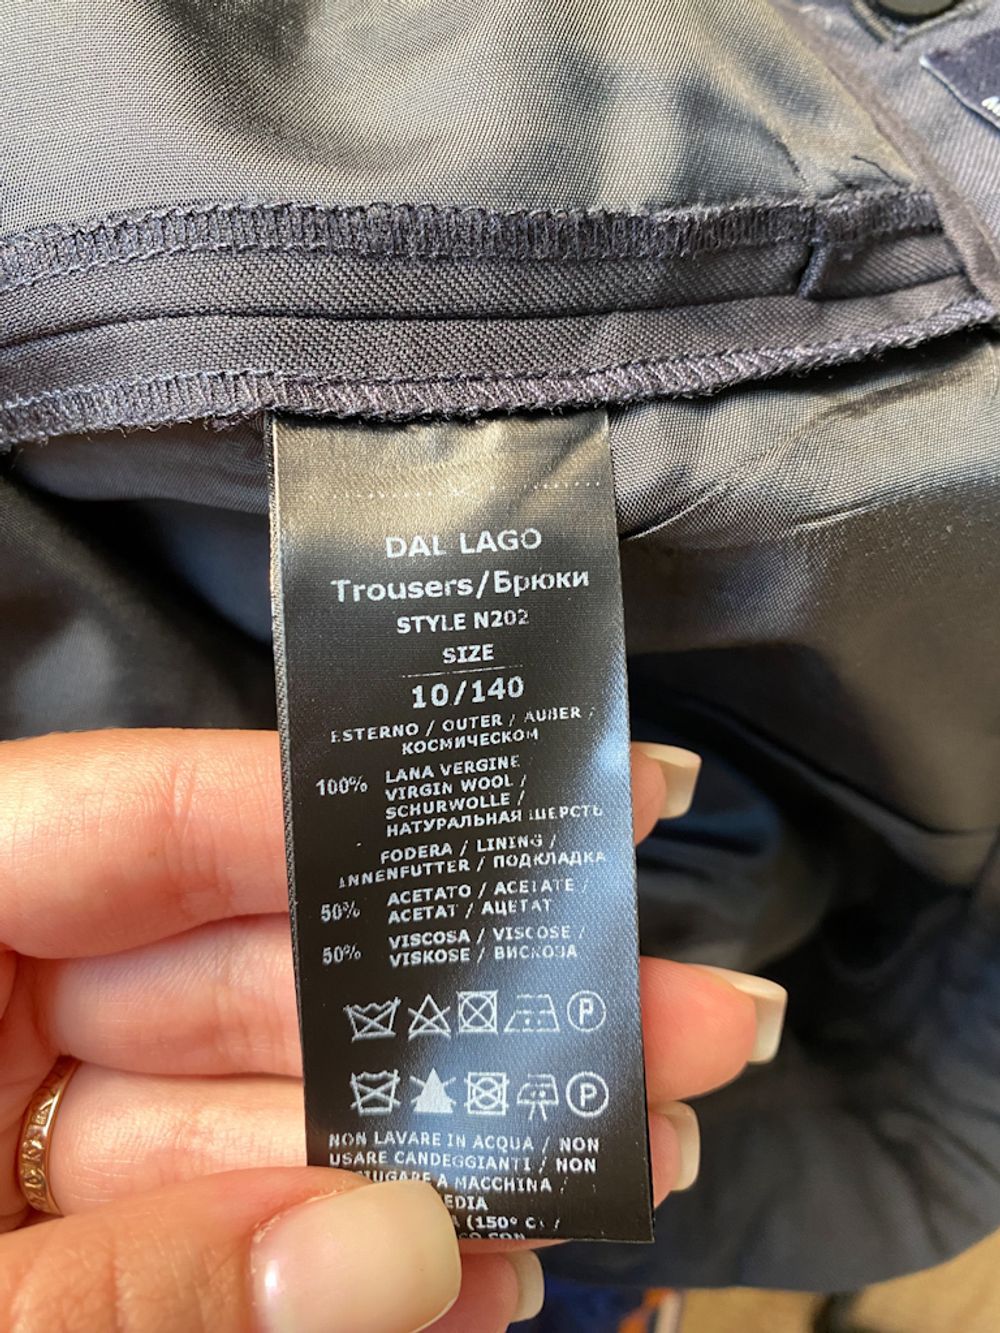 DAL LAGO
Trousers/Брюки
STYLE N202
SIZE
10/140
ESTERNO / OUTER / AUBER /
КОСМИЧЕСКОМ
100% LANA VERGINE
VIRGIN WOOL /
SCHURWOLLE /
НАТУРАЛЬНАЯ ШЕРСТЬ
FODERA / LINING /
INNENFUTTER / ПОДКЛАДКА
50% ACETATO / ACETATE /
ACETAT / АЦЕТАТ
50% VISCOSA / VISCOSE /
VISKOSE / ВИСКОЗА
P
P
NON LAVARE IN ACQUA / NON
USARE CANDEGGIANTI / NON
A MACCHINA /
(150° C) /